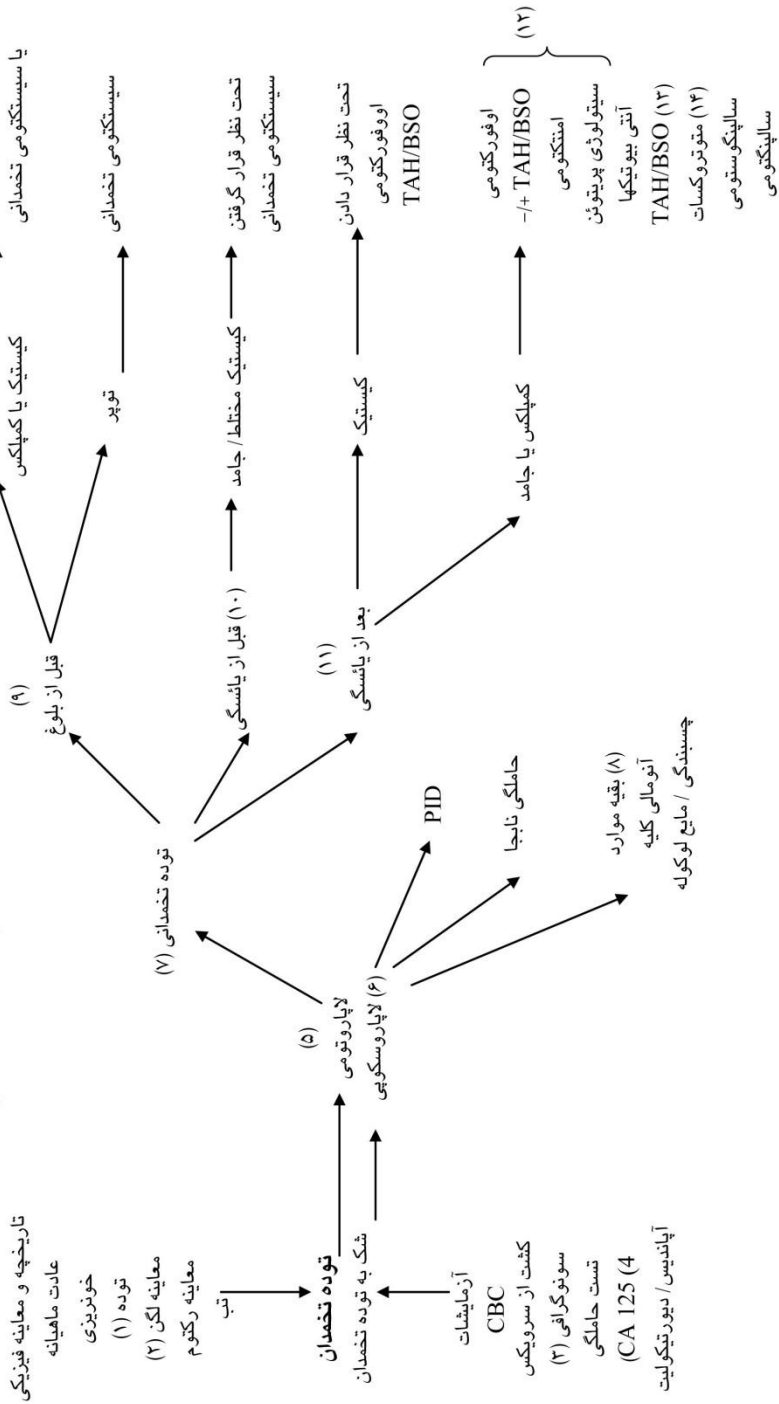 تاریخچه و معاینه فیزیکی
عادت ماهیانه
خونریزی
توده (۱)
معاینه لگن (۲)
معاینه رکتوم
تب
توده تخمدان
شک به توده تخمدان
آزمایشات
CBC
کشت از سرویکس
سونوگرافی (۳)
تست حاملگی
CA 125 (4)
آپاندیس/ دیورتیکولیت
(۵)
لاپاروتومی
لاپاروسکوپی (۶)
توده تخمدانی (۷)
PID
حاملگی نابجا
بقیه موارد (۸)
آنومالی کلیه
چسبندگی / مایع لوکوله
(۹)
قبل از بلوغ
قبل از یائسگی (۱۰)
(۱۱)
بعد از یائسگی
کیستیک یا کمپلکس
توپر
کیستیک مختلط/ جامد
کیستیک
کمپلکس یا جامد
یا سیستکتومی تخمدانی
سیستکتومی تخمدانی
تحت نظر قرار گرفتن
سیستکتومی تخمدانی
تحت نظر قرار دادن
اووفورکتومی
TAH/BSO
اوفورکتومی
-/+ TAH/BSO
سیتولوژی پریتوئن
امنتکتومی
(۱۲)
آنتی بیوتیکها
TAH/BSO (۱۳)
متوتروکسات (۱۴)
سالپنگوستومی
سالپنگتومی